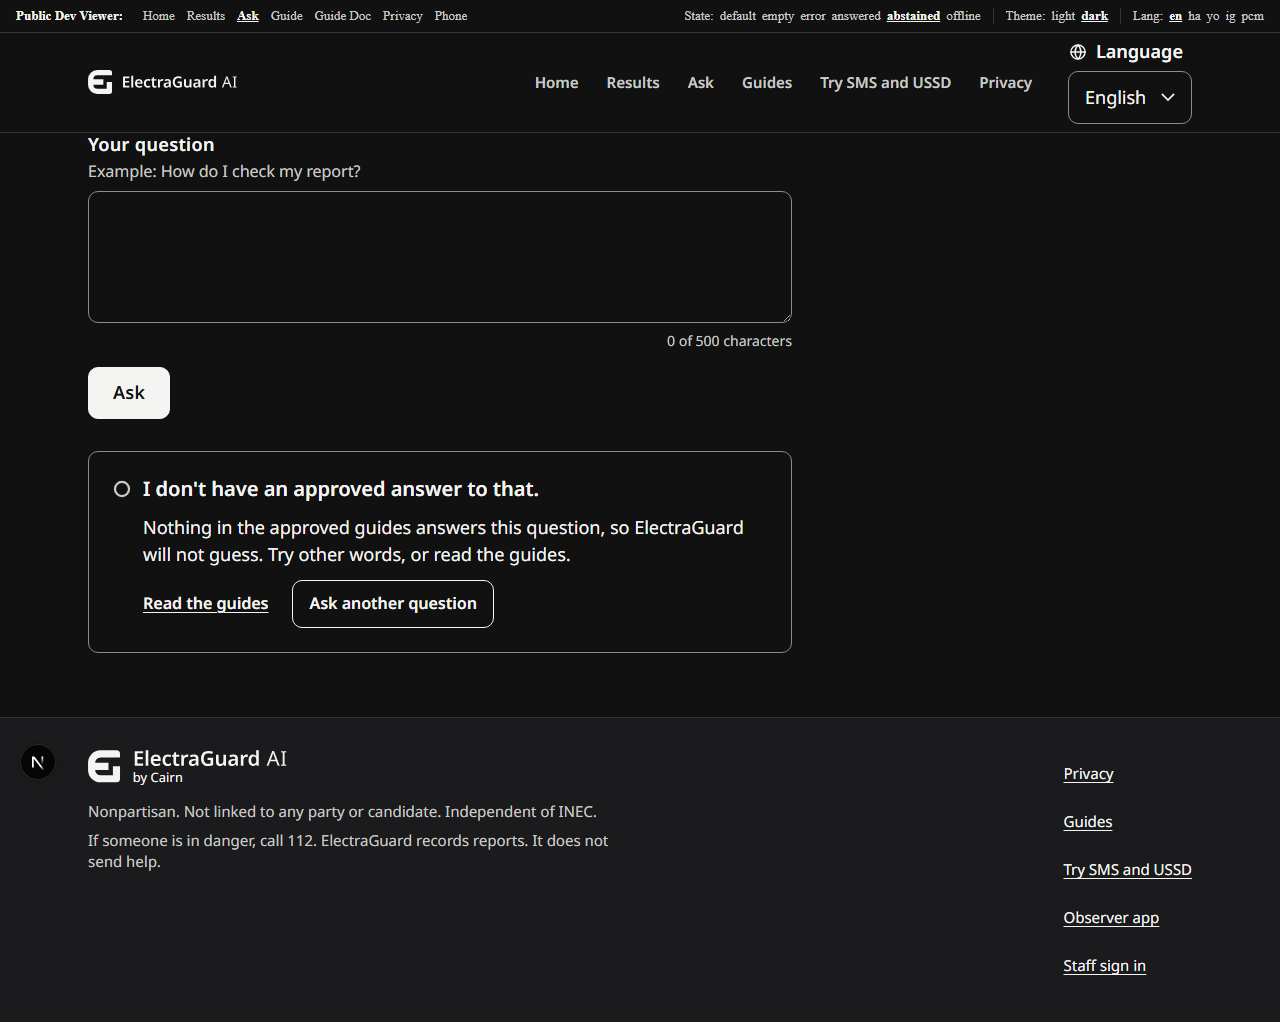 Public Dev Viewer: Home Results Ask Guide Guide Doc Privacy Phone State: default empty error answered abstained offline Theme: light dark Lang: en ha yo ig pcm
ElectraGuard AI Home Results Ask Guides Try SMS and USSD Privacy
Language
English
Your question
Example: How do I check my report?
0 of 500 characters
Ask
I don't have an approved answer to that.
Nothing in the approved guides answers this question, so ElectraGuard
will not guess. Try other words, or read the guides.
Read the guides Ask another question
N
ElectraGuard AI
by Cairn
Nonpartisan. Not linked to any party or candidate. Independent of INEC.
If someone is in danger, call 112. ElectraGuard records reports. It does not
send help.
Privacy
Guides
Try SMS and USSD
Observer app
Staff sign in